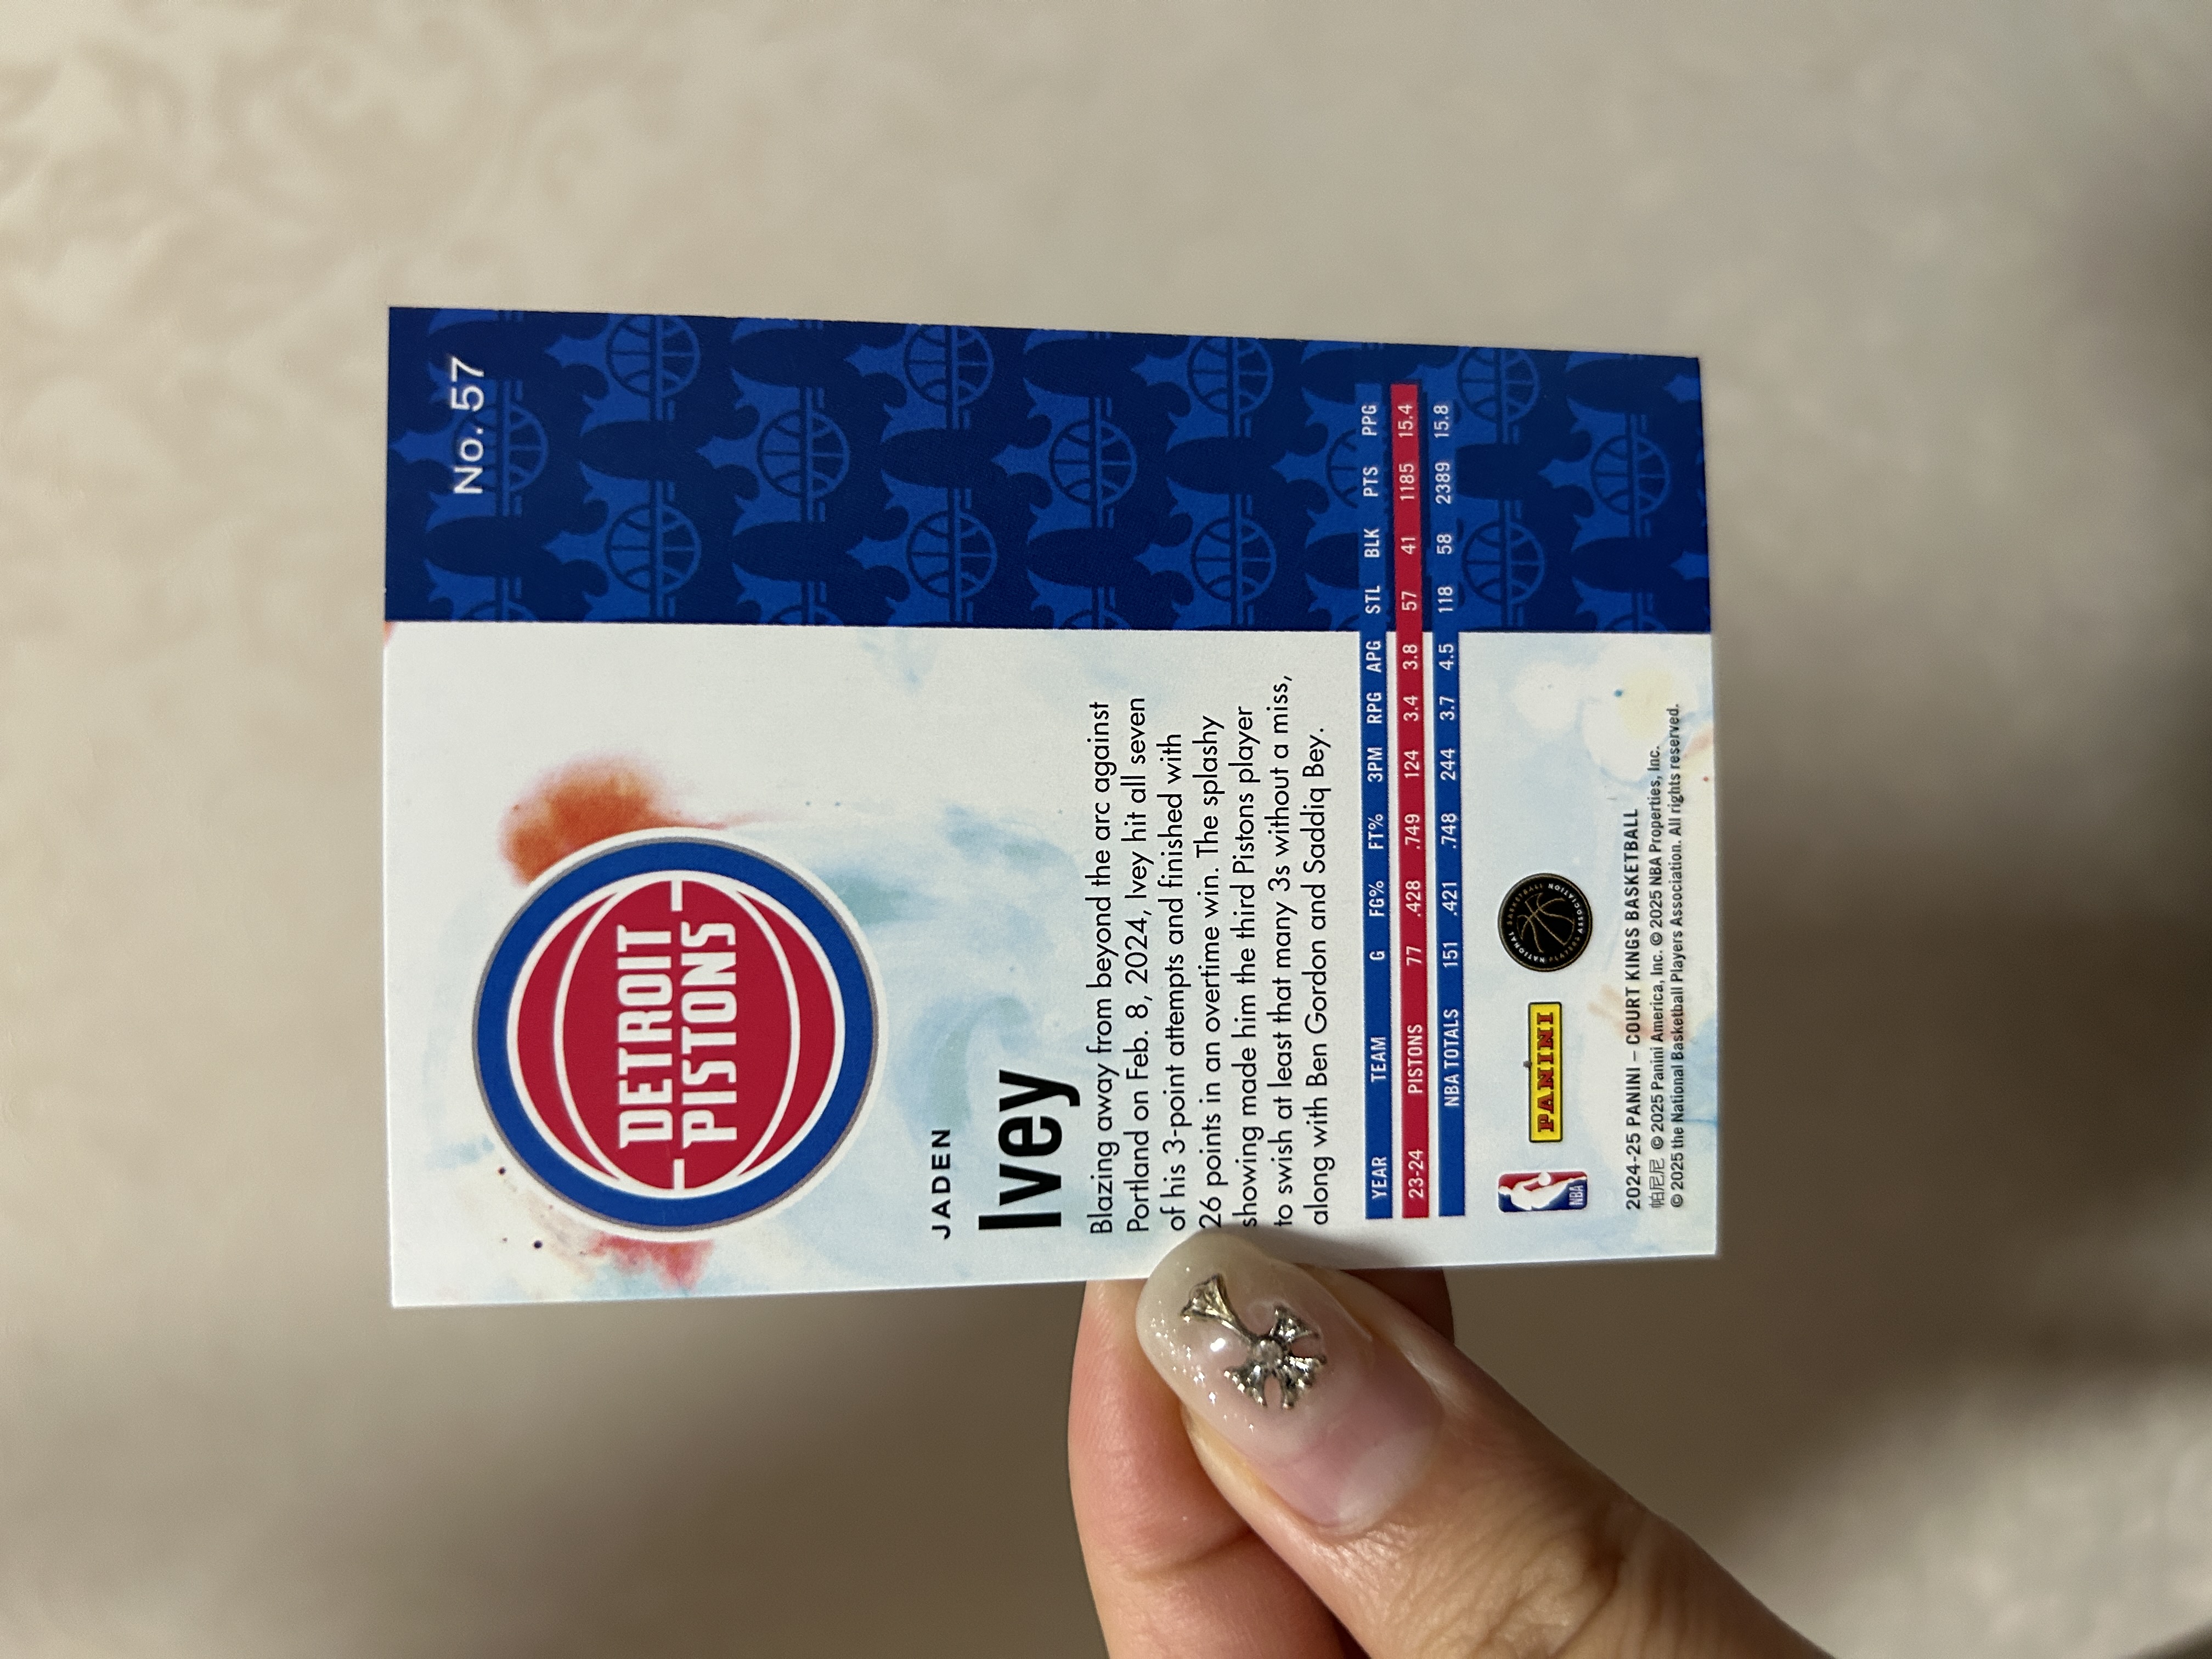 No. 57
DETROIT
PISTONS
JADEN
Ivey
Blazing away from beyond the arc against
Portland on Feb. 8, 2024, Ivey hit all seven
of his 3-point attempts and finished with
26 points in an overtime win. The splashy
showing made him the third Pistons player
to swish at least that many 3s without a miss,
along with Ben Gordon and Saddiq Bey.
YEAR TEAM G FG% FT% 3PM RPG APG STL BLK PTS PPG
23-24 PISTONS 77 .428 .749 124 3.4 3.8 57 41 1185 15.4
NBA TOTALS 151 .421 .748 244 3.7 4.5 118 58 2389 15.8
NBA
PANINI
NATIONAL BASKETBALL PLAYERS ASSOCIATION
2024-25 PANINI – COURT KINGS BASKETBALL
帕尼尼 © 2025 Panini America, Inc. © 2025 NBA Properties, Inc.
© 2025 the National Basketball Players Association. All rights reserved.